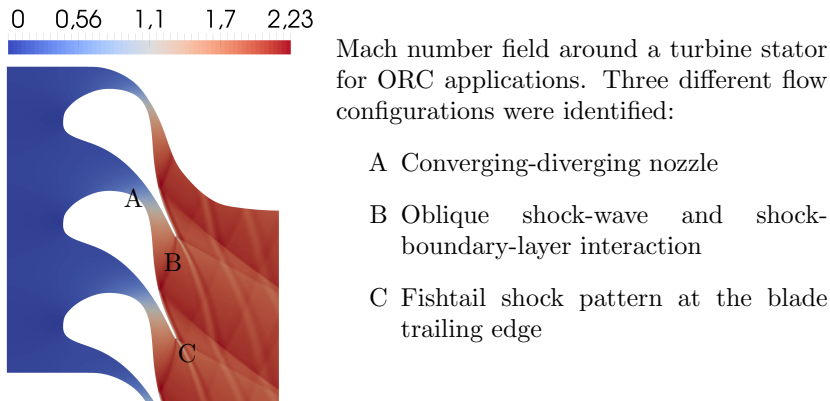 0 0,56 1,1 1,7 2,23
Mach number field around a turbine stator
for ORC applications. Three different flow
configurations were identified:
A Converging-diverging nozzle
B Oblique shock-wave and shock-
boundary-layer interaction
C Fishtail shock pattern at the blade
trailing edge
A
B
C